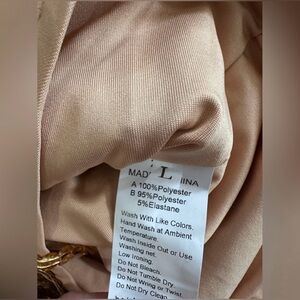 L
MAD INA
A 100%Polyester
B 95%Polyester
5%Elastane
Wash With Like Colors.
Hand Wash at Ambient
Temperature.
Wash Inside Out or Use
Washing net.
Low Ironing.
Do Not Bleach.
Do Not Tumble Dry.
Do Not Wring or Twist.
Do Not Dry Clean